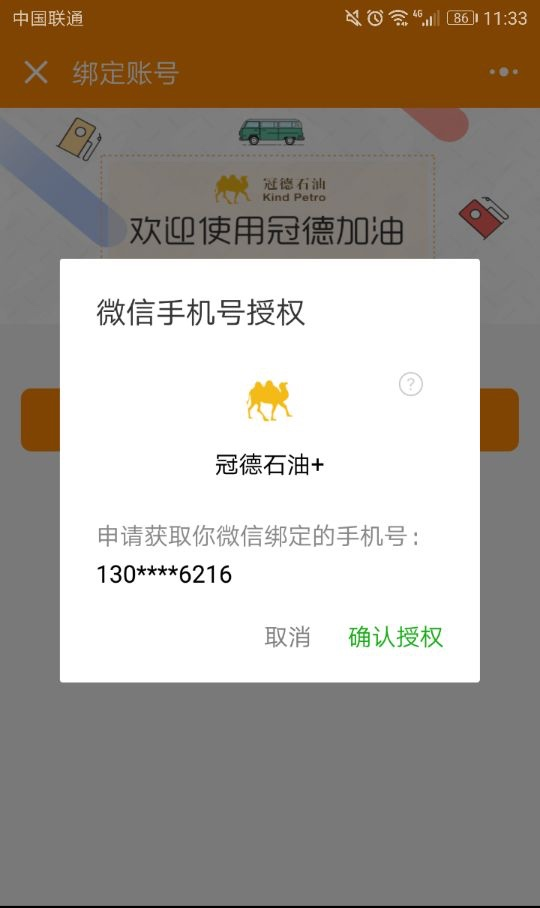 中国联通
4G
86
11:33
绑定账号
冠德石油
Kind Petro
欢迎使用冠德加油
微信手机号授权
?
冠德石油+
申请获取你微信绑定的手机号:
130****6216
取消 确认授权